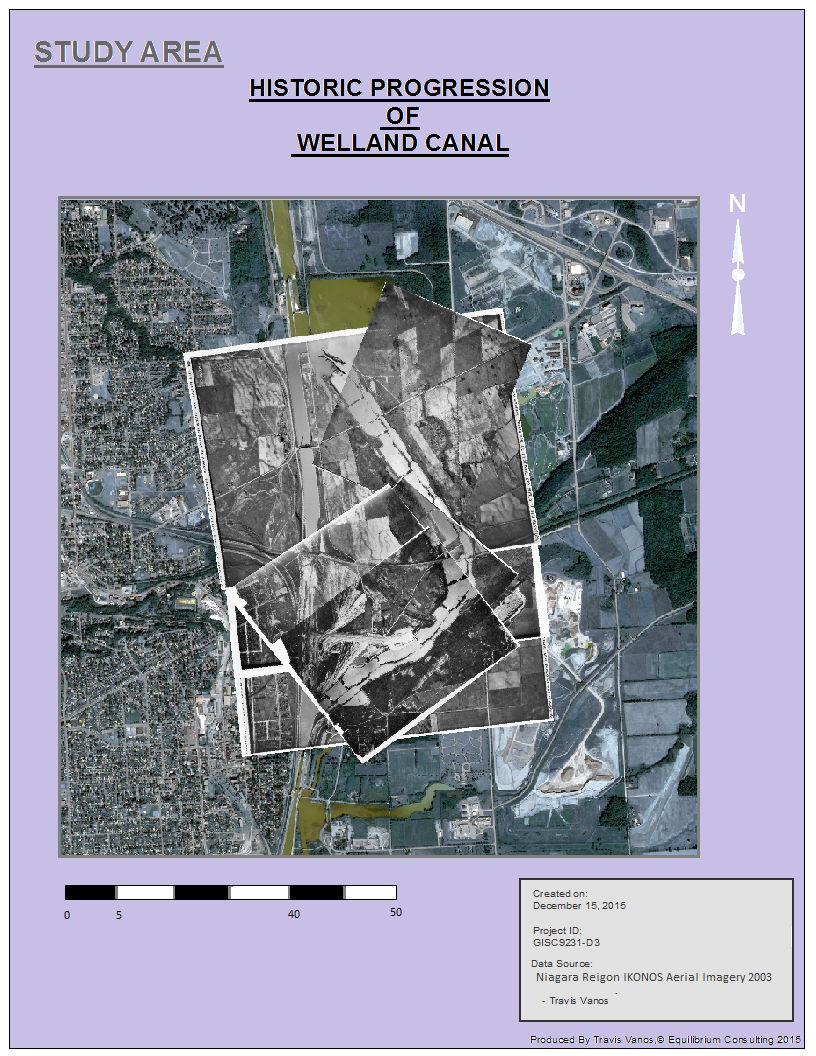 STUDY AREA
HISTORIC PROGRESSION
OF
WELLAND CANAL
N
0 5 40 50
Created on:
December 15, 2015
Project ID:
GISC9231-D3
Data Source:
Niagara Reigon IKONOS Aerial Imagery 2003
- Travis Vanos
Produced By Travis Vanos,© Equilibrium Consulting 2015